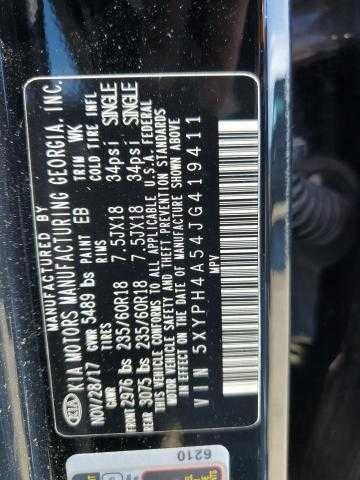 MANUFACTURED BY
KIA MOTORS MANUFACTURING GEORGIA, INC.
KIA
NOV/28/17 GVWR 5489 lbs PAINT EB TRIM WK
GAWR TIRES RIMS COLD TIRE INFL
FRONT 2976 lbs 235/60R18 7.5JX18 34psi SINGLE
REAR 3075 lbs 235/60R18 7.5JX18 34psi SINGLE
THIS VEHICLE CONFORMS TO ALL APPLICABLE U.S.A. FEDERAL
MOTOR VEHICLE SAFETY AND THEFT PREVENTION STANDARDS
IN EFFECT ON THE DATE OF MANUFACTURE SHOWN ABOVE
VIN 5XYPH4A54JG419411
MPV
6210